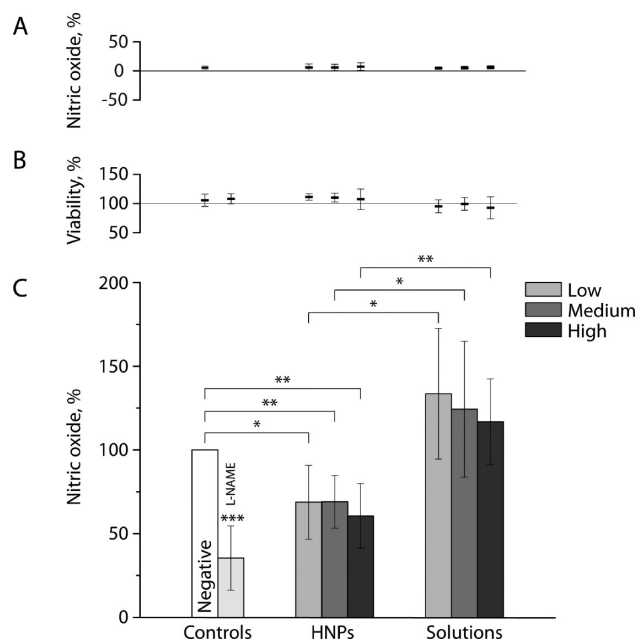 A
Nitric oxide, %
50
0
-50
B
Viability, %
150
100
50
C
Nitric oxide, %
200
150
100
50
0
**
*
*
**
**
*
Low
Medium
High
Negative
L-NAME
***
Controls
HNPs
Solutions